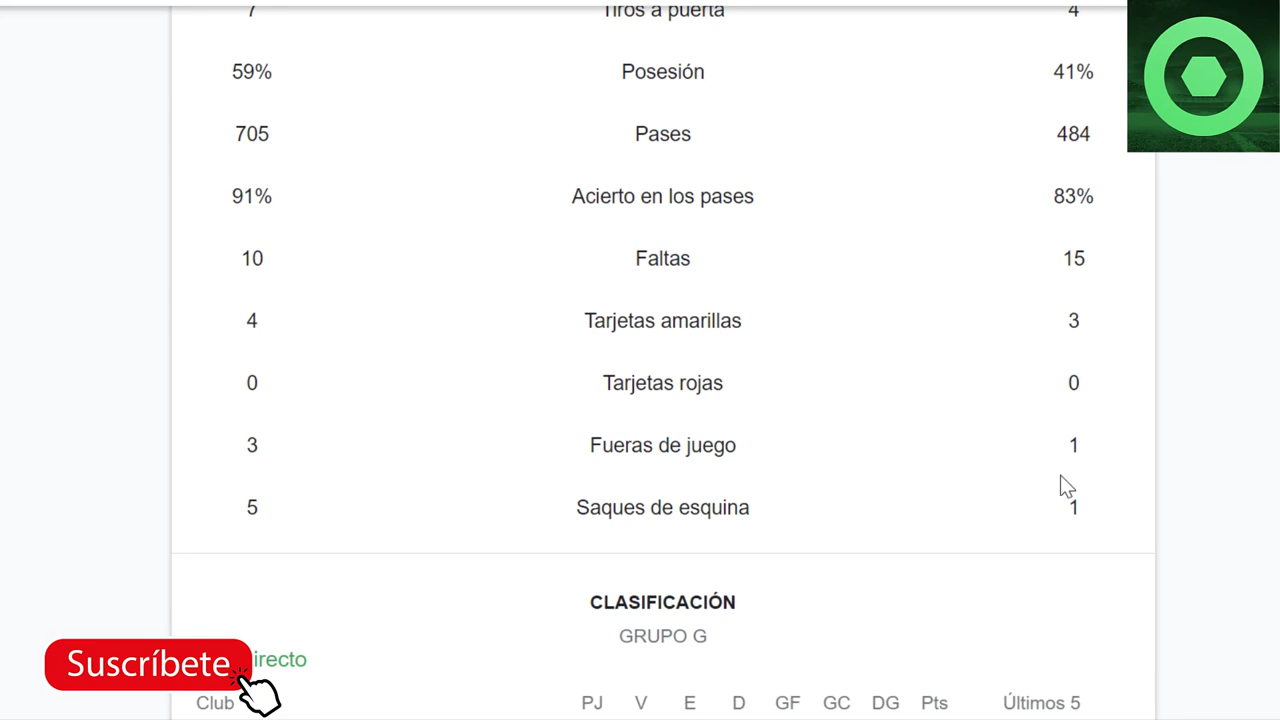 7 Tiros a puerta 4
59% Posesión 41%
705 Pases 484
91% Acierto en los pases 83%
10 Faltas 15
4 Tarjetas amarillas 3
0 Tarjetas rojas 0
3 Fueras de juego 1
5 Saques de esquina 1
CLASIFICACIÓN
GRUPO G
Suscríbete irecto
Club PJ V E D GF GC DG Pts Últimos 5